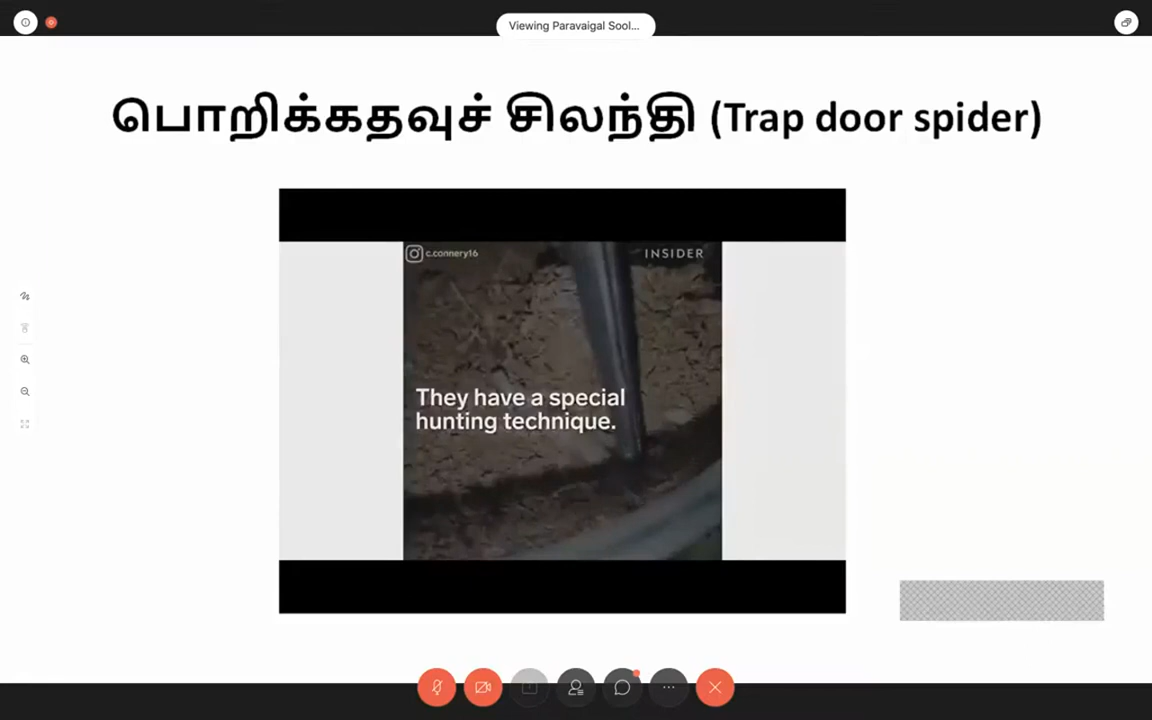 Viewing Paravaigal Sool...
பொறிக்கதவுச் சிலந்தி (Trap door spider)
c.connery16
INSIDER
They have a special
hunting technique.